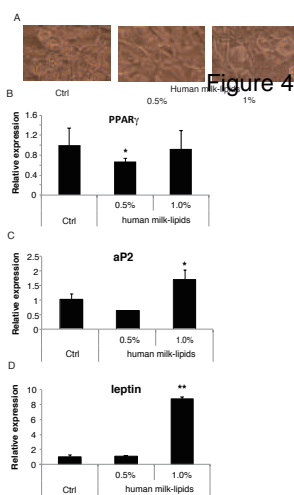 A
Figure 4
Ctrl
Human milk-lipids
0.5%
1%
B
PPARγ
Relative expression
1.6
1.2
0.8
0.4
0
*
0.5%
1.0%
Ctrl
human milk-lipids
C
aP2
Relative expression
2.5
2
1.5
1
0.5
0
*
0.5%
1.0%
Ctrl
human milk-lipids
D
leptin
Relative expression
10
8
6
4
2
0
**
0.5%
1.0%
Ctrl
human milk-lipids